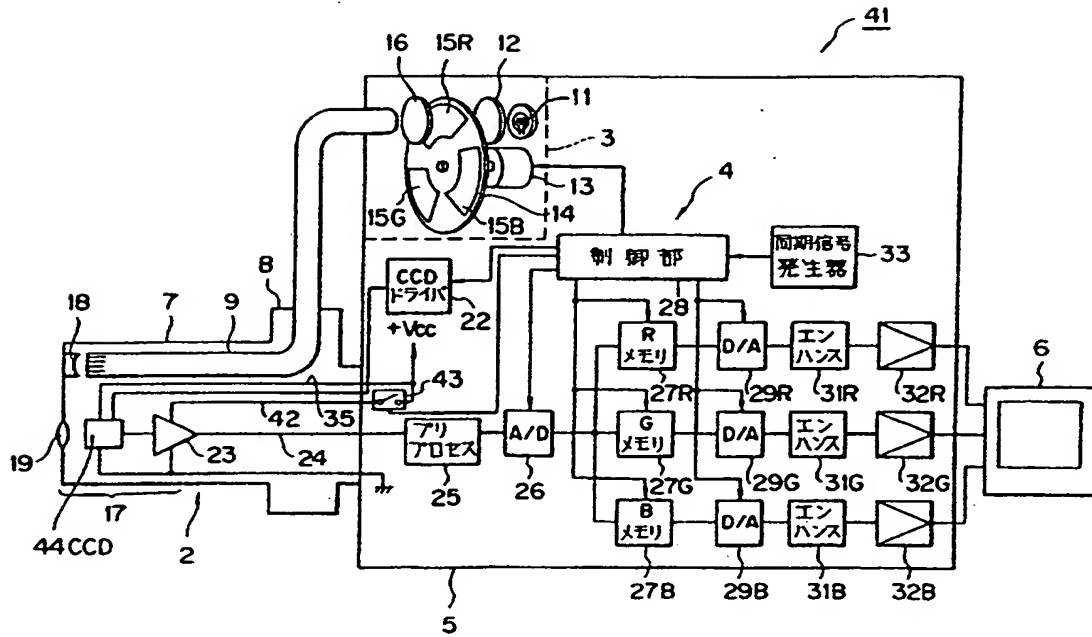 41
16 15R 12
11
3
13
15G 15B 14
4
制御部
28
同期信号
発生器
33
CCD
ドライバ
22
+Vcc
8
7
18
9
43
R
メモリ
27R
D/A
29R
エン
ハンス
31R
32R
6
35
42
19
23
24
プリ
プロセス
25
A/D
26
G
メモリ
27G
D/A
29G
エン
ハンス
31G
32G
17
2
44CCD
B
メモリ
27B
D/A
29B
エン
ハンス
31B
32B
5